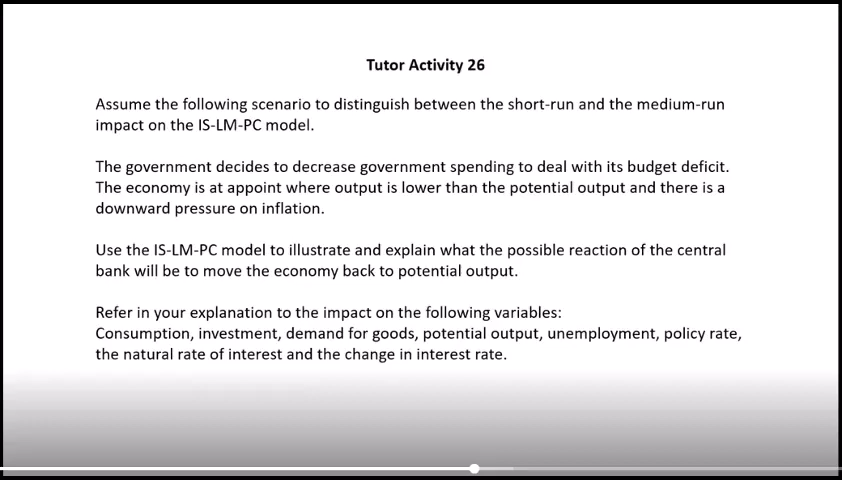 Tutor Activity 26
Assume the following scenario to distinguish between the short-run and the medium-run
impact on the IS-LM-PC model.
The government decides to decrease government spending to deal with its budget deficit.
The economy is at appoint where output is lower than the potential output and there is a
downward pressure on inflation.
Use the IS-LM-PC model to illustrate and explain what the possible reaction of the central
bank will be to move the economy back to potential output.
Refer in your explanation to the impact on the following variables:
Consumption, investment, demand for goods, potential output, unemployment, policy rate,
the natural rate of interest and the change in interest rate.